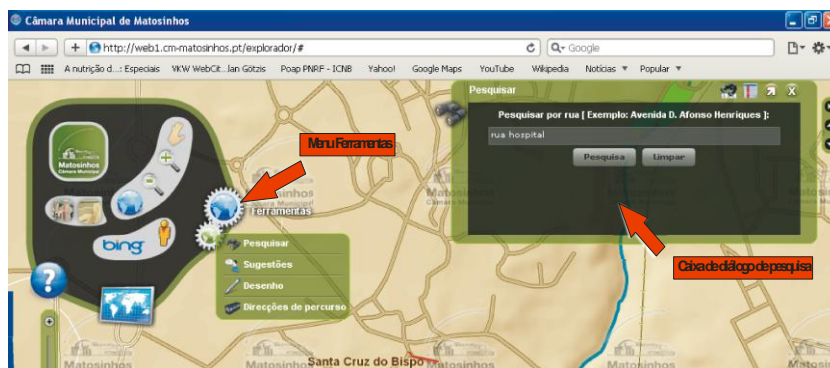 Câmara Municipal de Matosinhos
http://web1.cm-matosinhos.pt/explorador/#
Google
A nutrição d...: Especiais VKW WebCit...lan Götzis Poap PNRF - ICNB Yahoo! Google Maps YouTube Wikipedia Notícias Popular
Pesquisar
Pesquisar por rua [ Exemplo: Avenida D. Afonso Henriques ]:
rua hospital
Pesquisa Limpar
Menu Ferramentas
Matosinhos
Câmara Municipal
Ferramentas
bing
Pesquisar
Sugestões
Desenho
Direcções de percurso
Caixa de diálogo de pesquisa
?
Santa Cruz do Bispo
Matosinhos
Matosinhos
Matosinhos
Matosinhos